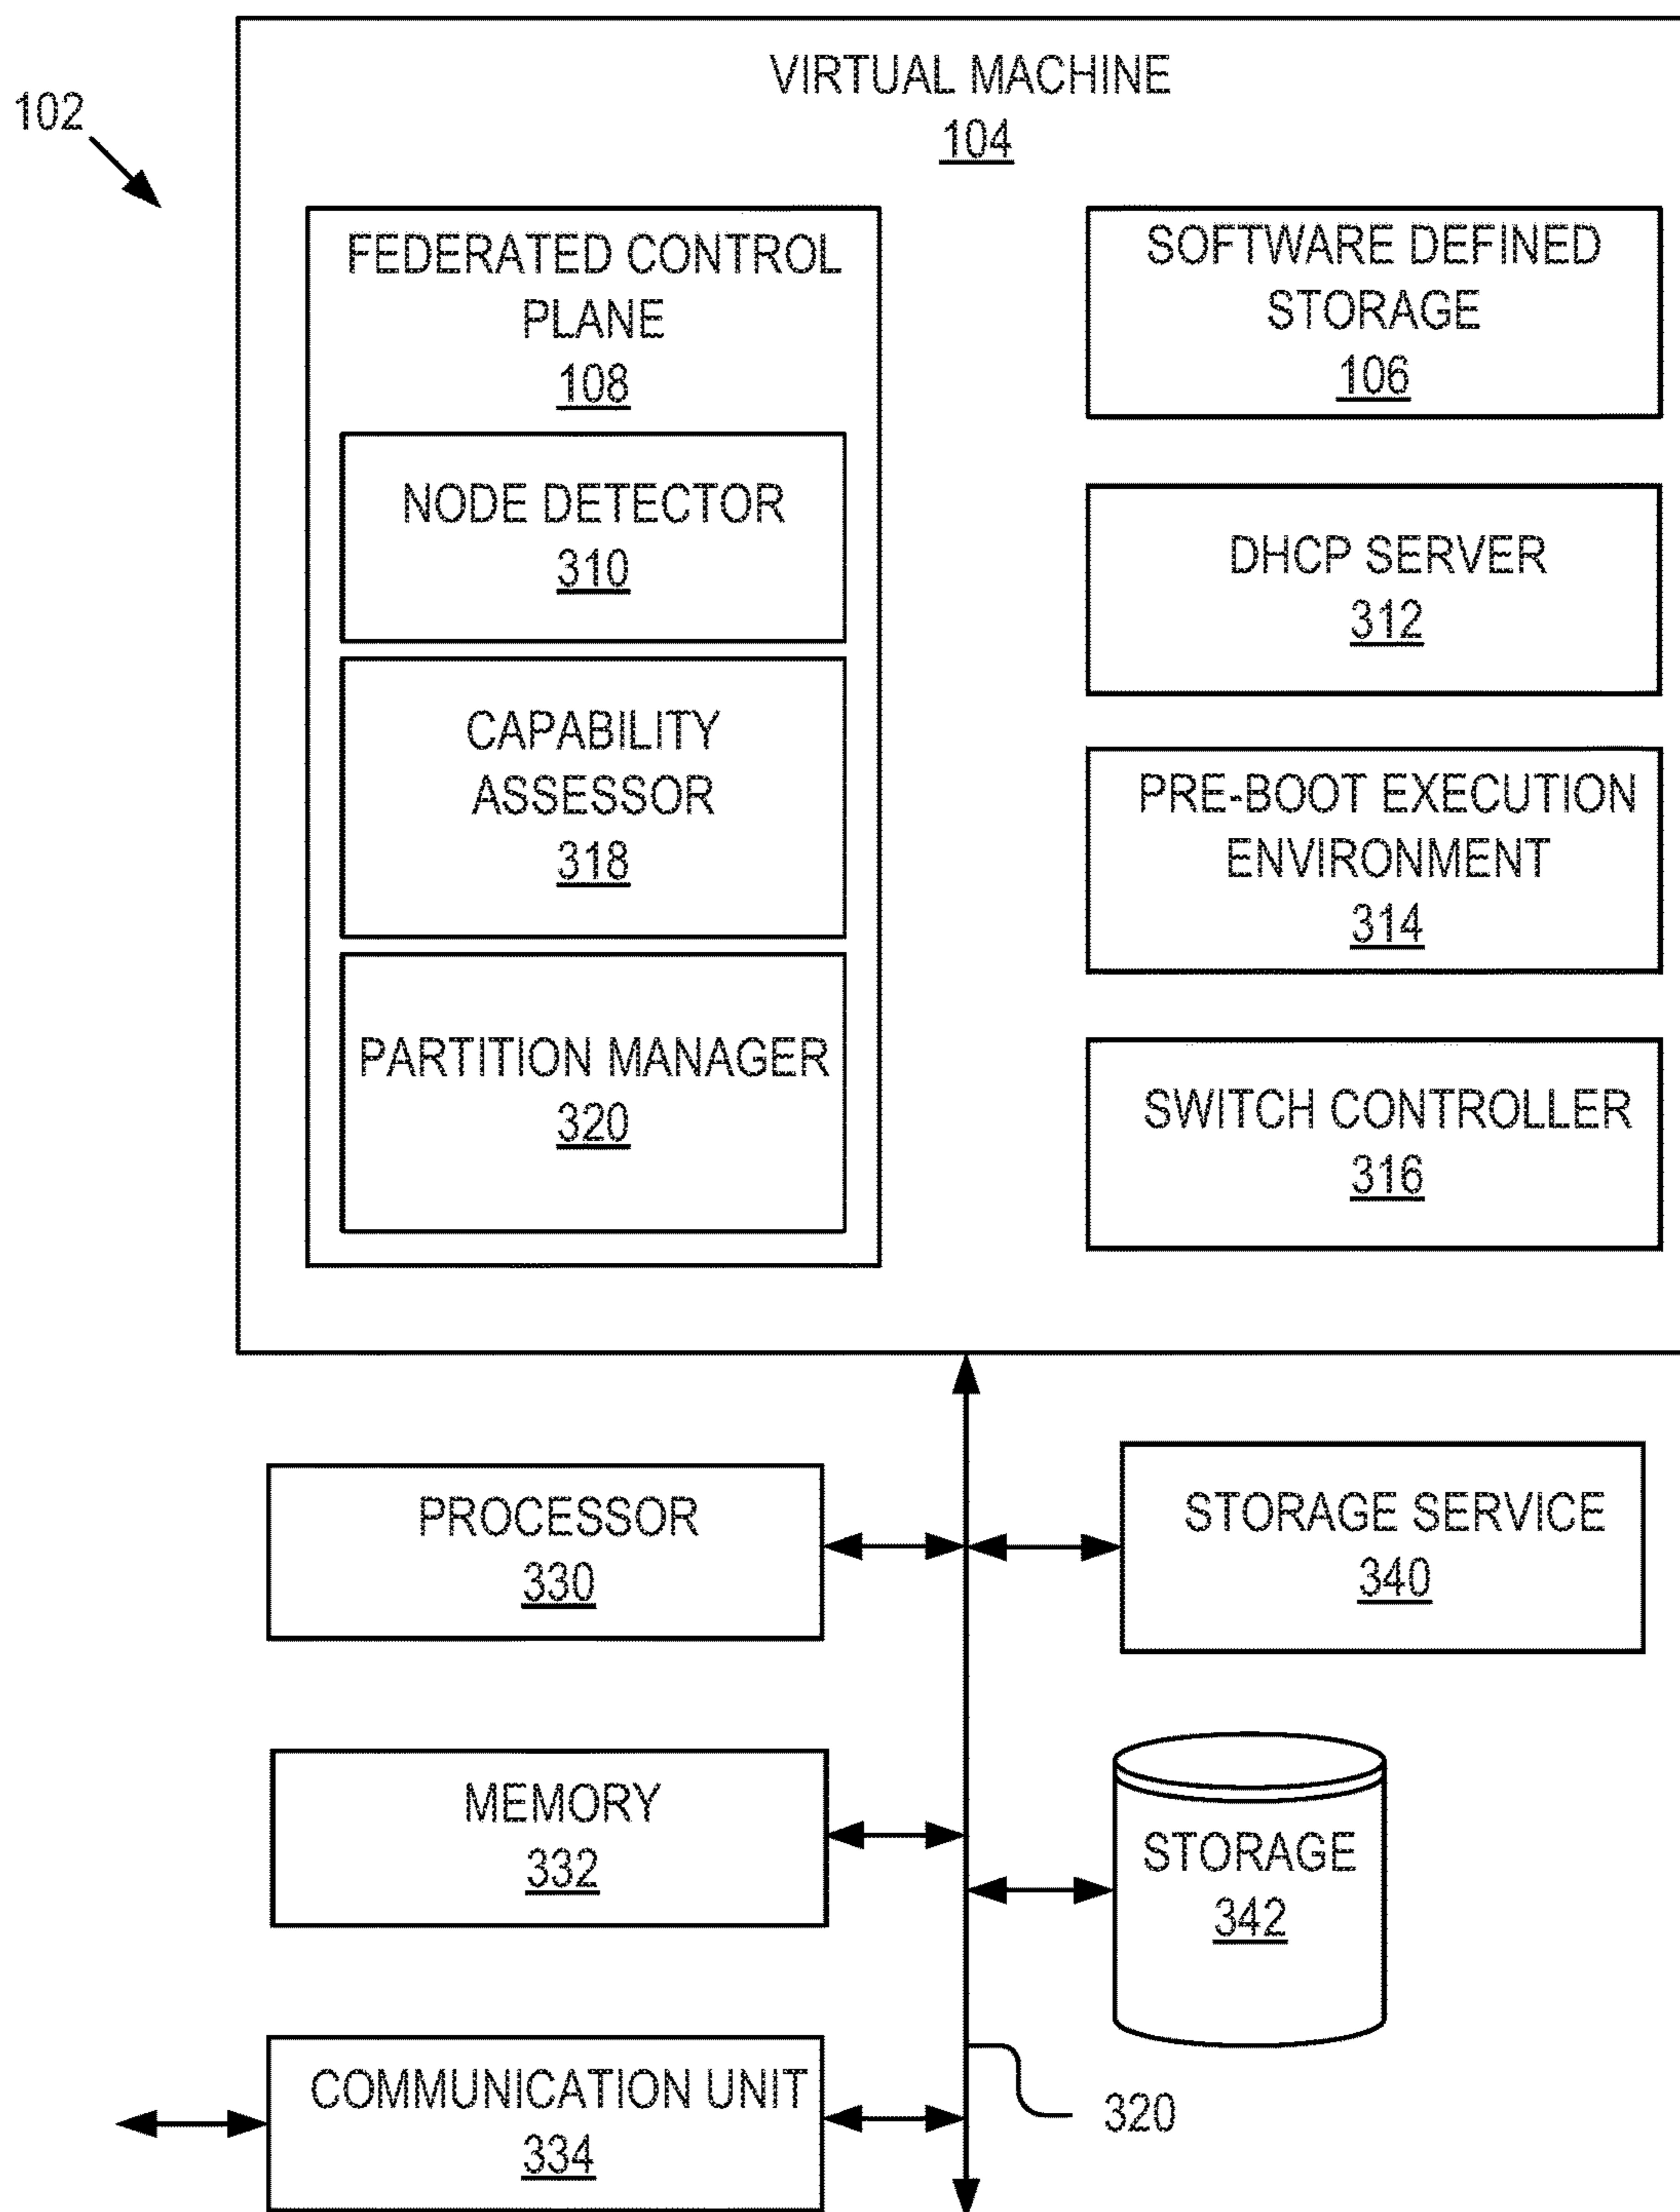 102
VIRTUAL MACHINE
104
FEDERATED CONTROL
PLANE
108
NODE DETECTOR
310
CAPABILITY
ASSESSOR
318
PARTITION MANAGER
320
SOFTWARE DEFINED
STORAGE
106
DHCP SERVER
312
PRE-BOOT EXECUTION
ENVIRONMENT
314
SWITCH CONTROLLER
316
PROCESSOR
330
STORAGE SERVICE
340
MEMORY
332
STORAGE
342
COMMUNICATION UNIT
334
320